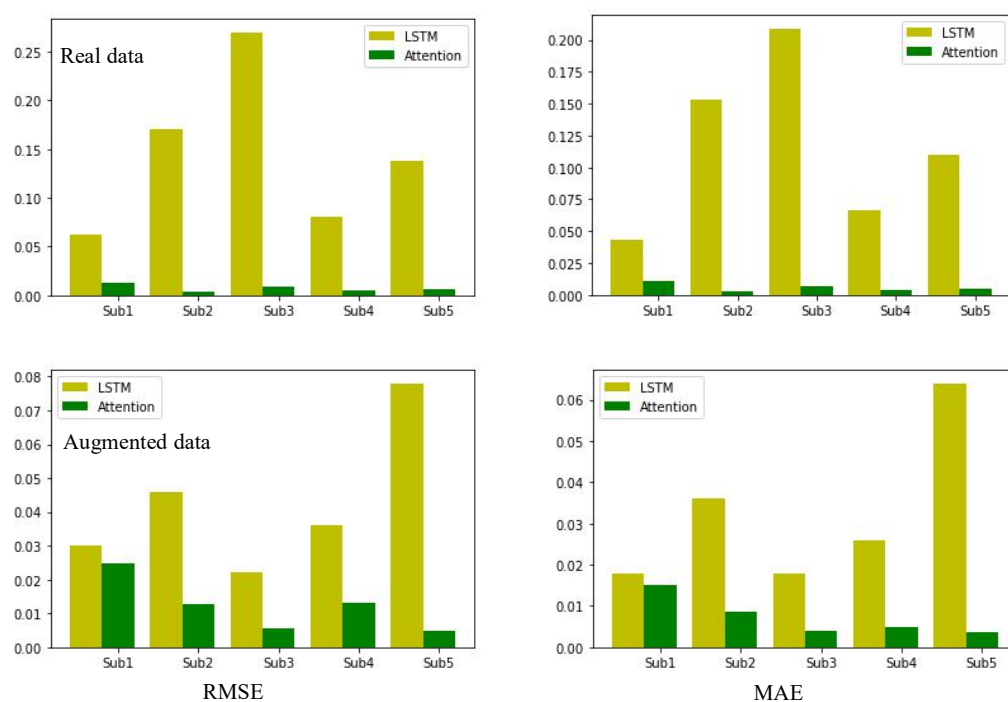 Real data
LSTM
Attention
0.25
0.20
0.15
0.10
0.05
0.00
Sub1 Sub2 Sub3 Sub4 Sub5
LSTM
Attention
0.200
0.175
0.150
0.125
0.100
0.075
0.050
0.025
0.000
Sub1 Sub2 Sub3 Sub4 Sub5
LSTM
Attention
Augmented data
0.08
0.07
0.06
0.05
0.04
0.03
0.02
0.01
0.00
Sub1 Sub2 Sub3 Sub4 Sub5
RMSE
LSTM
Attention
0.06
0.05
0.04
0.03
0.02
0.01
0.00
Sub1 Sub2 Sub3 Sub4 Sub5
MAE